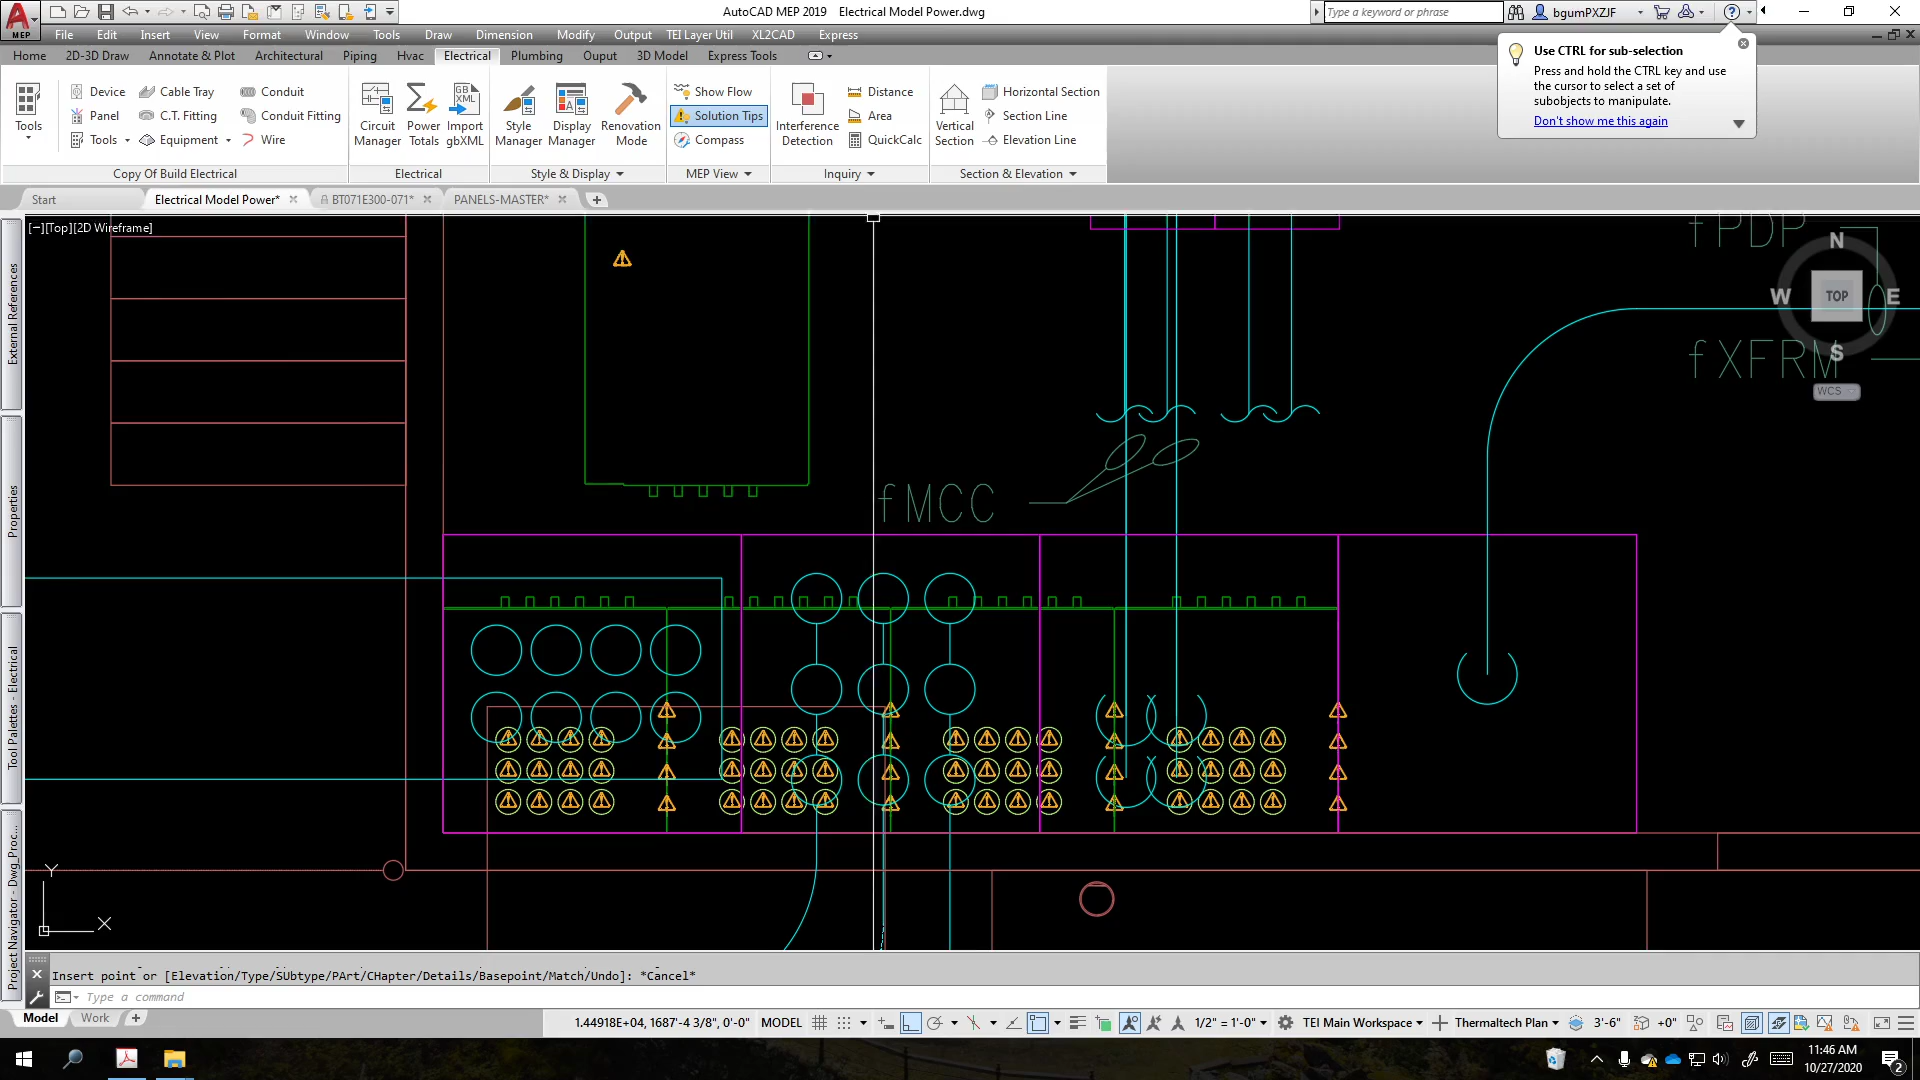 AutoCAD MEP 2019 Electrical Model Power.dwg
Type a keyword or phrase
bgumPXZJF
MEP
File Edit Insert View Format Window Tools Draw Dimension Modify Output TEI Layer Util XL2CAD Express
Home 2D-3D Draw Annotate & Plot Architectural Piping Hvac Electrical Plumbing Ouput 3D Model Express Tools
Use CTRL for sub-selection
Press and hold the CTRL key and use
the cursor to select a set of
subobjects to manipulate.
Don't show me this again
Tools
Device
Panel
Tools
Cable Tray
C.T. Fitting
Equipment
Conduit
Conduit Fitting
Wire
Circuit
Manager
Power
Totals
Import
gbXML
Style
Manager
Display
Manager
Renovation
Mode
Show Flow
Solution Tips
Compass
Interference
Detection
Distance
Area
QuickCalc
Vertical
Section
Horizontal Section
Section Line
Elevation Line
Copy Of Build Electrical
Electrical
Style & Display
MEP View
Inquiry
Section & Elevation
Start
Electrical Model Power*
BT071E300-071*
PANELS-MASTER*
[−][Top][2D Wireframe]
External References
Properties
Tool Palettes - Electrical
Project Navigator - Dwg_Proc...
f PDP
N
W
TOP
E
S
f XFRM
WCS
f MCC
Y
X
Insert point or [Elevation/Type/SUbtype/PArt/CHapter/Details/Basepoint/Match/Undo]: *Cancel*
Type a command
Model
Work
1.44918E+04, 1687'-4 3/8", 0'-0"
MODEL
1/2" = 1'-0"
TEI Main Workspace
Thermaltech Plan
3'-6"
+0"
11:46 AM
10/27/2020
2